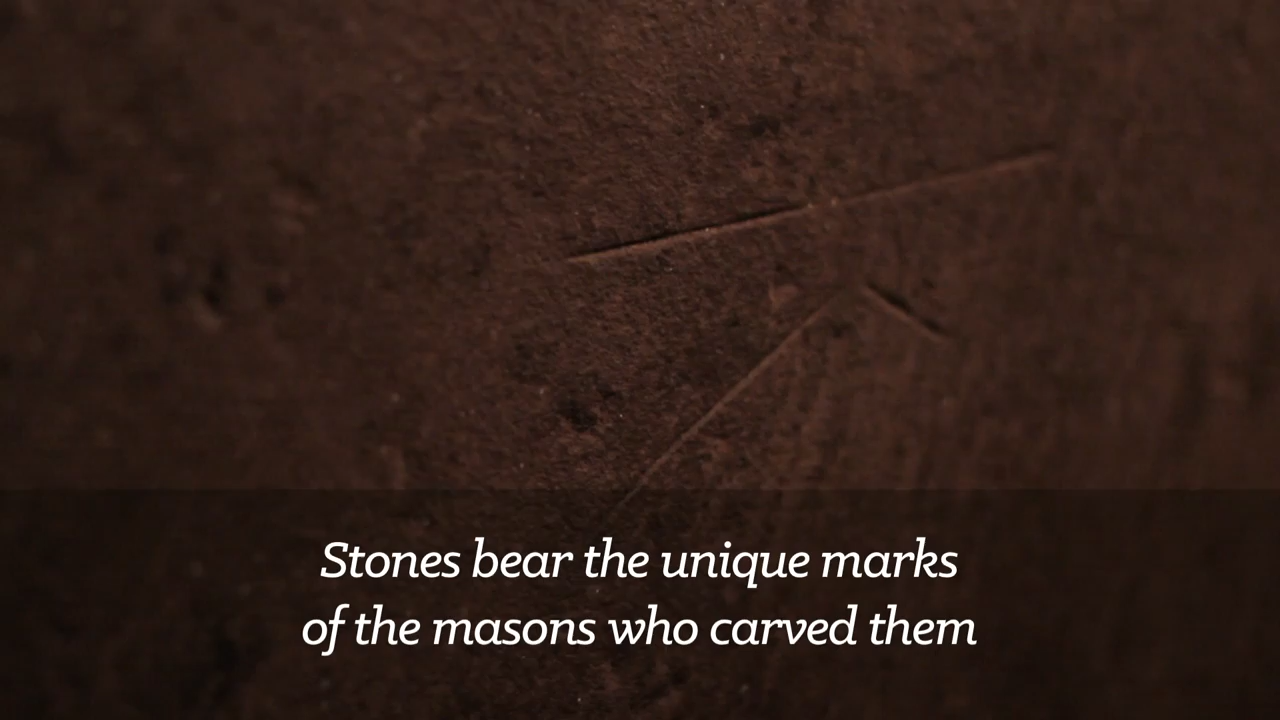 Stones bear the unique marks
of the masons who carved them